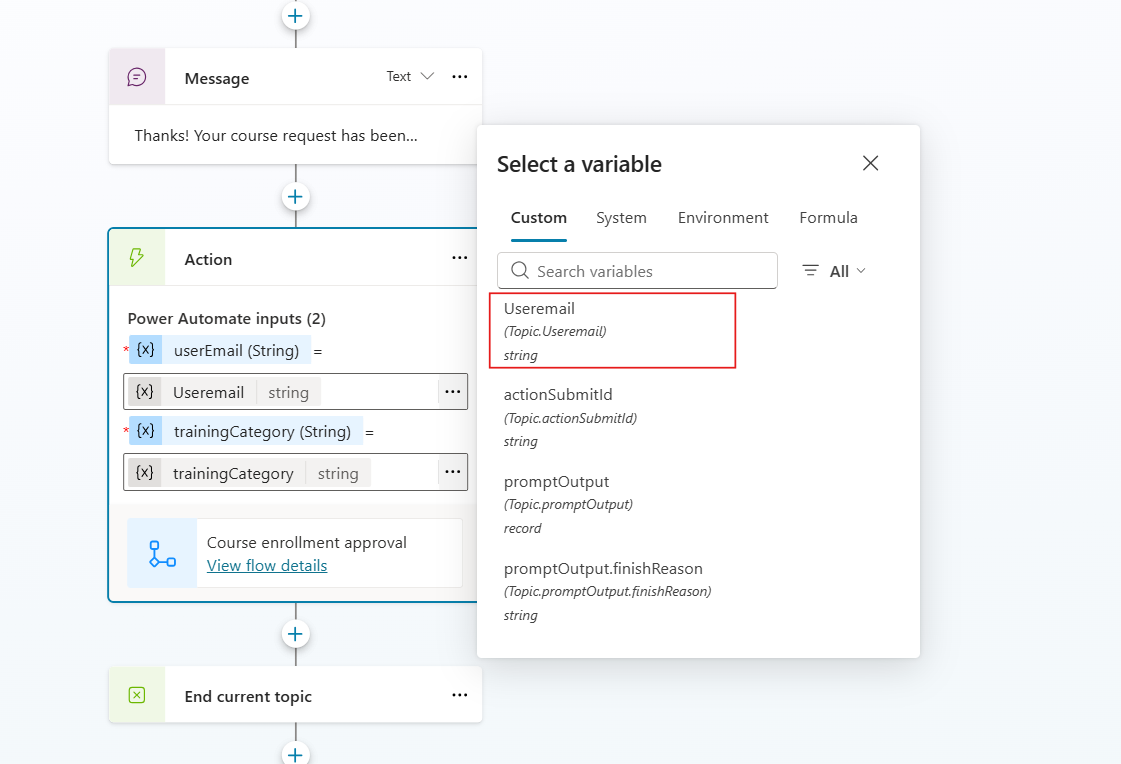 Message
Text
Thanks! Your course request has been...
Action
Power Automate inputs (2)
* {x} userEmail (String) =
{x} Useremail string
* {x} trainingCategory (String) =
{x} trainingCategory string
Course enrollment approval
View flow details
End current topic
Select a variable
Custom System Environment Formula
Search variables
All
Useremail
(Topic.Useremail)
string
actionSubmitId
(Topic.actionSubmitId)
string
promptOutput
(Topic.promptOutput)
record
promptOutput.finishReason
(Topic.promptOutput.finishReason)
string